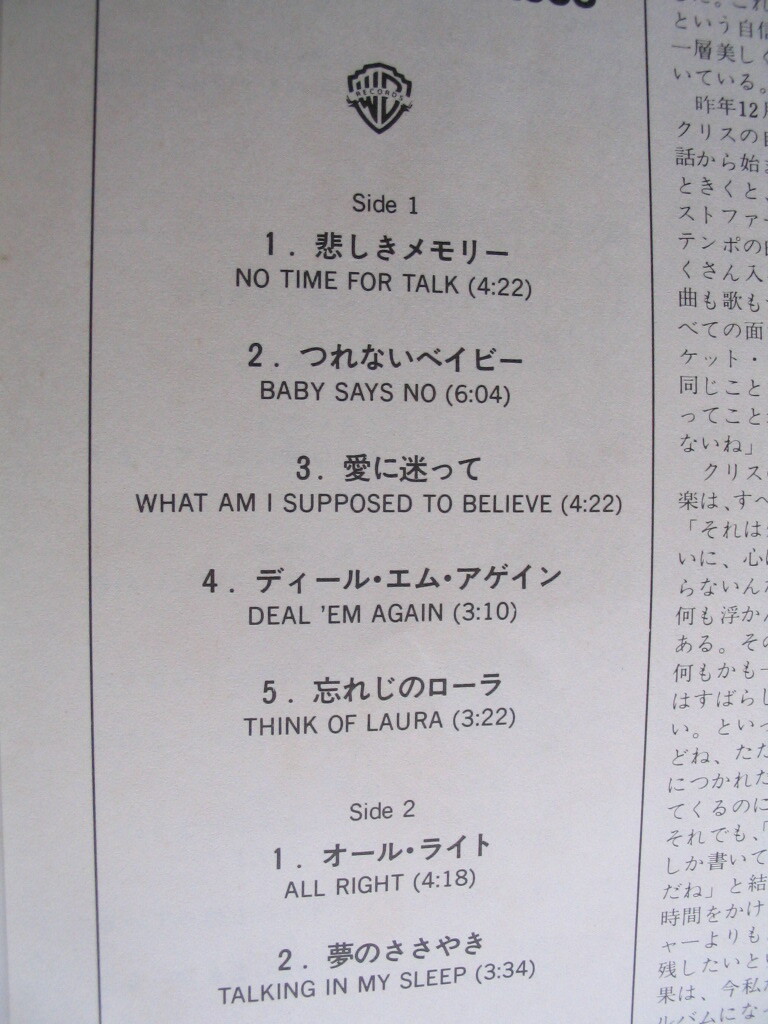 RECORDS
Side 1
1. 悲しきメモリー
NO TIME FOR TALK (4:22)
2. つれないベイビー
BABY SAYS NO (6:04)
3. 愛に迷って
WHAT AM I SUPPOSED TO BELIEVE (4:22)
4. ディール・エム・アゲイン
DEAL 'EM AGAIN (3:10)
5. 忘れじのローラ
THINK OF LAURA (3:22)
Side 2
1. オール・ライト
ALL RIGHT (4:18)
2. 夢のささやき
TALKING IN MY SLEEP (3:34)
という自信
一層美しく
いている。
昨年12月
クリスの
話から始ま
ときくと、
ストファー
テンポの
くさん入
曲も歌も
べての面
ケット・
同じこと
ってこと
ないね」
クリス
楽は、すべ
「それは
いに、心
らないん
何も浮かん
ある。その
何もかも一
はすばらし
い。といっ
どね、ただ
につかれた
てくるのに
それでも、「
しか書いて
だね」と結
時間をかけ
ャーよりも
残したいと
果は、今私
ルバムにな